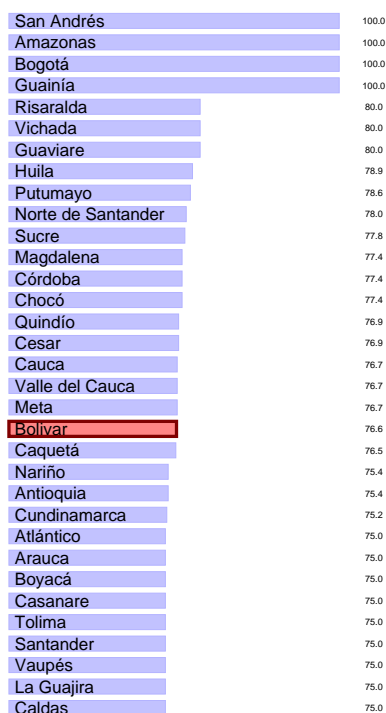 San Andrés 100.0
Amazonas 100.0
Bogotá 100.0
Guainía 100.0
Risaralda 80.0
Vichada 80.0
Guaviare 80.0
Huila 78.9
Putumayo 78.6
Norte de Santander 78.0
Sucre 77.8
Magdalena 77.4
Córdoba 77.4
Chocó 77.4
Quindío 76.9
Cesar 76.9
Cauca 76.7
Valle del Cauca 76.7
Meta 76.7
Bolivar 76.6
Caquetá 76.5
Nariño 75.4
Antioquia 75.4
Cundinamarca 75.2
Atlántico 75.0
Arauca 75.0
Boyacá 75.0
Casanare 75.0
Tolima 75.0
Santander 75.0
Vaupés 75.0
La Guajira 75.0
Caldas 75.0